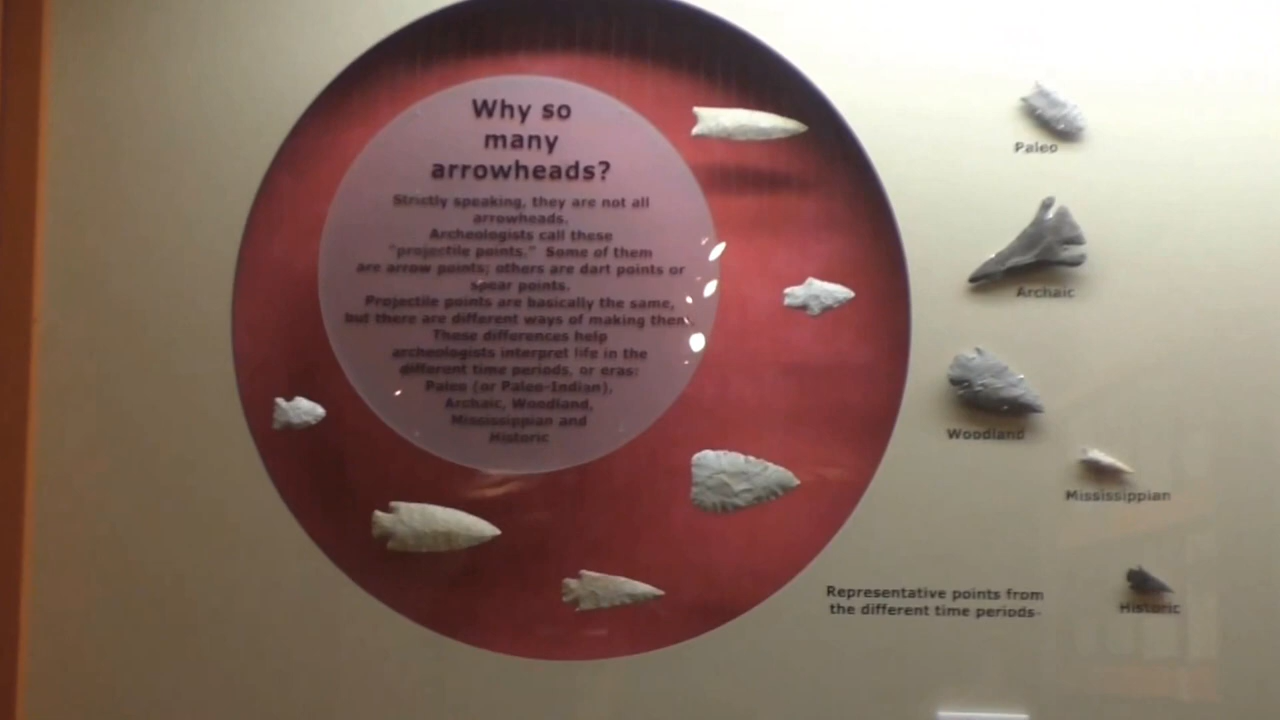 Why so
many
arrowheads?
Strictly speaking, they are not all
arrowheads.
Archeologists call these
"projectile points." Some of them
are arrow points; others are dart points or
spear points.
Projectile points are basically the same,
but there are different ways of making them.
These differences help
archeologists interpret life in the
different time periods, or eras:
Paleo (or Paleo-Indian),
Archaic, Woodland,
Mississippian and
Historic
Paleo
Archaic
Woodland
Mississippian
Historic
Representative points from
the different time periods-